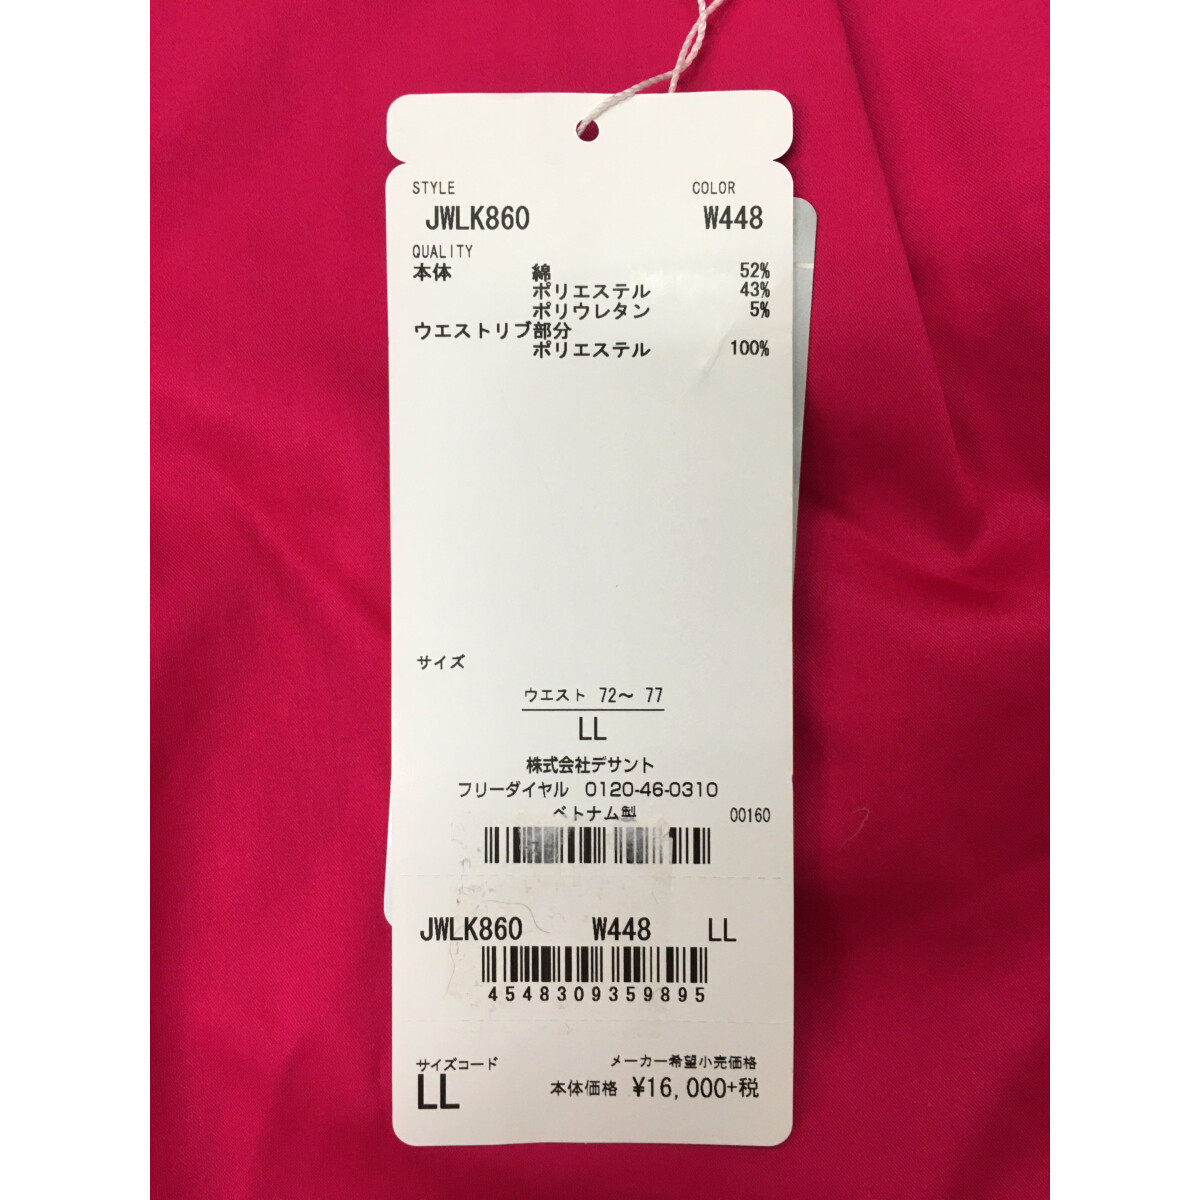 STYLE COLOR
JWLK860 W448
QUALITY
本体 綿 52%
ポリエステル 43%
ポリウレタン 5%
ウエストリブ部分
ポリエステル 100%
サイズ
ウエスト 72～ 77
LL
株式会社デサント
フリーダイヤル 0120-46-0310
ベトナム製 00160
JWLK860 W448 LL
4548309359895
サイズコード メーカー希望小売価格
LL 本体価格 ¥16,000+税